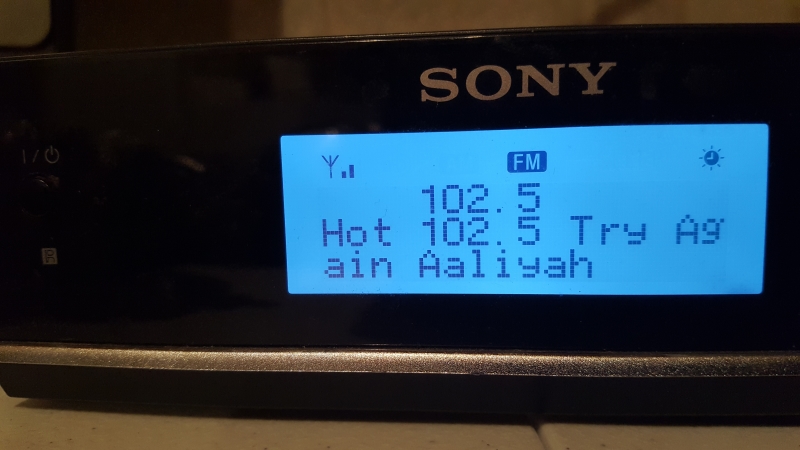 SONY
I/⏻
FM
102.5
Hot 102.5 Try Ag
ain Aaliyah